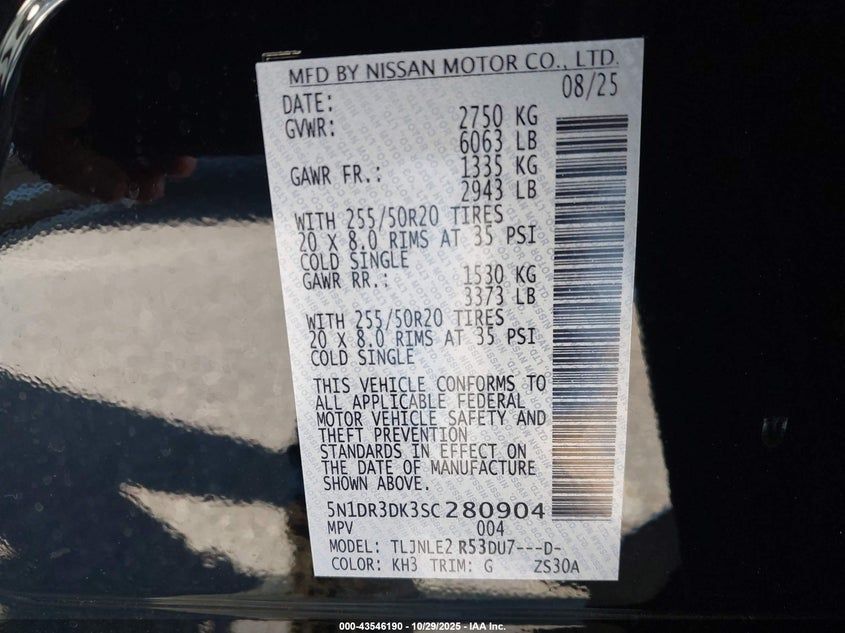 MFD BY NISSAN MOTOR CO., LTD.
DATE: 08/25
GVWR: 2750 KG
6063 LB
GAWR FR.: 1335 KG
2943 LB
WITH 255/50R20 TIRES
20 X 8.0 RIMS AT 35 PSI
COLD SINGLE
GAWR RR.: 1530 KG
3373 LB
WITH 255/50R20 TIRES
20 X 8.0 RIMS AT 35 PSI
COLD SINGLE
THIS VEHICLE CONFORMS TO
ALL APPLICABLE FEDERAL
MOTOR VEHICLE SAFETY AND
THEFT PREVENTION
STANDARDS IN EFFECT ON
THE DATE OF MANUFACTURE
SHOWN ABOVE.
5N1DR3DK3SC280904
MPV 004
MODEL: TLJNLE2 R53DU7---D-
COLOR: KH3 TRIM: G ZS30A
000-43546190 - 10/29/2025 - IAA Inc.